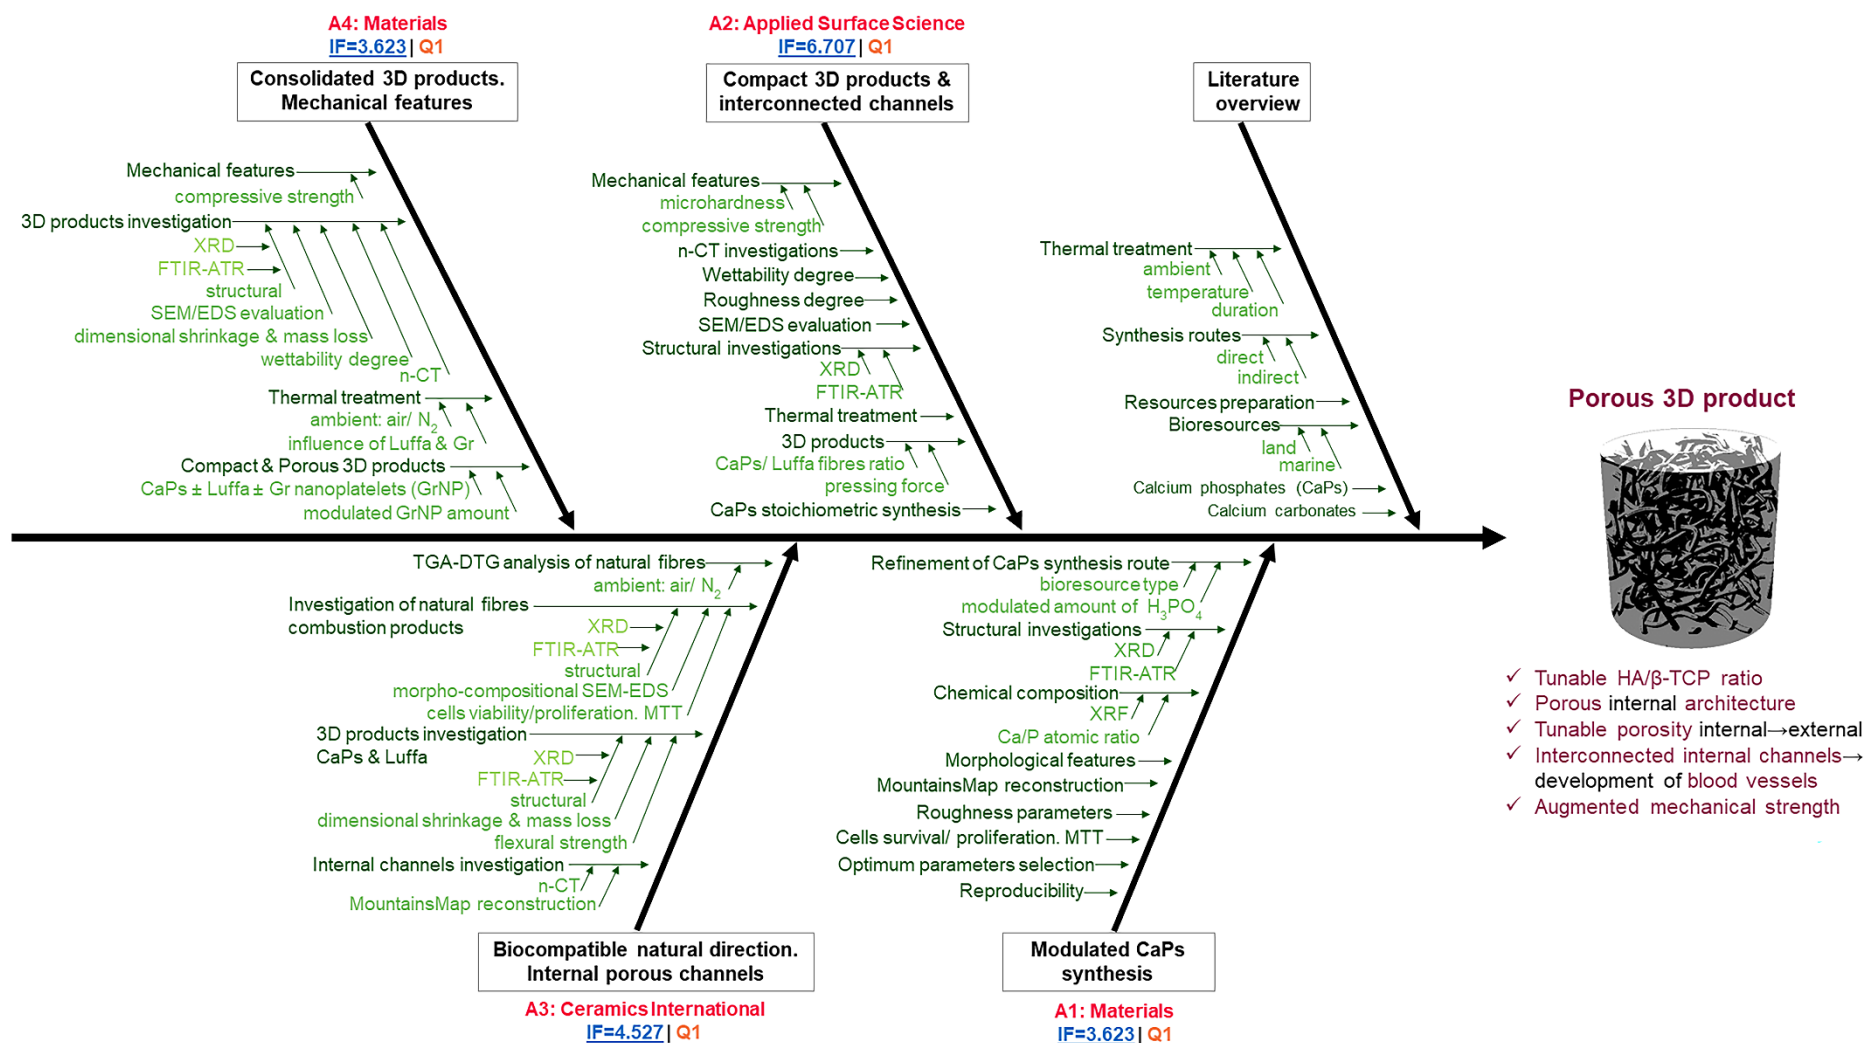 A4: Materials
IF=3.623 | Q1
Consolidated 3D products.
Mechanical features
Mechanical features
compressive strength
3D products investigation
XRD
FTIR-ATR
structural
SEM/EDS evaluation
dimensional shrinkage & mass loss
wettability degree
n-CT
Thermal treatment
ambient: air/ N2
influence of Luffa & Gr
Compact & Porous 3D products
CaPs ± Luffa ± Gr nanoplatelets (GrNP)
modulated GrNP amount
A2: Applied Surface Science
IF=6.707 | Q1
Compact 3D products &
interconnected channels
Mechanical features
microhardness
compressive strength
n-CT investigations
Wettability degree
Roughness degree
SEM/EDS evaluation
Structural investigations
XRD
FTIR-ATR
Thermal treatment
3D products
CaPs/ Luffa fibres ratio
pressing force
CaPs stoichiometric synthesis
Literature
overview
Thermal treatment
ambient
temperature
duration
Synthesis routes
direct
indirect
Resources preparation
Bioresources
land
marine
Calcium phosphates (CaPs)
Calcium carbonates
TGA-DTG analysis of natural fibres
ambient: air/ N2
Investigation of natural fibres
combustion products
XRD
FTIR-ATR
structural
morpho-compositional SEM-EDS
cells viability/proliferation. MTT
3D products investigation
CaPs & Luffa
XRD
FTIR-ATR
structural
dimensional shrinkage & mass loss
flexural strength
Internal channels investigation
n-CT
MountainsMap reconstruction
Biocompatible natural direction.
Internal porous channels
A3: Ceramics International
IF=4.527 | Q1
Refinement of CaPs synthesis route
bioresource type
modulated amount of H3PO4
Structural investigations
XRD
FTIR-ATR
Chemical composition
XRF
Ca/P atomic ratio
Morphological features
MountainsMap reconstruction
Roughness parameters
Cells survival/ proliferation. MTT
Optimum parameters selection
Reproducibility
Modulated CaPs
synthesis
A1: Materials
IF=3.623 | Q1
Porous 3D product
✓ Tunable HA/β-TCP ratio
✓ Porous internal architecture
✓ Tunable porosity internal→external
✓ Interconnected internal channels→
development of blood vessels
✓ Augmented mechanical strength